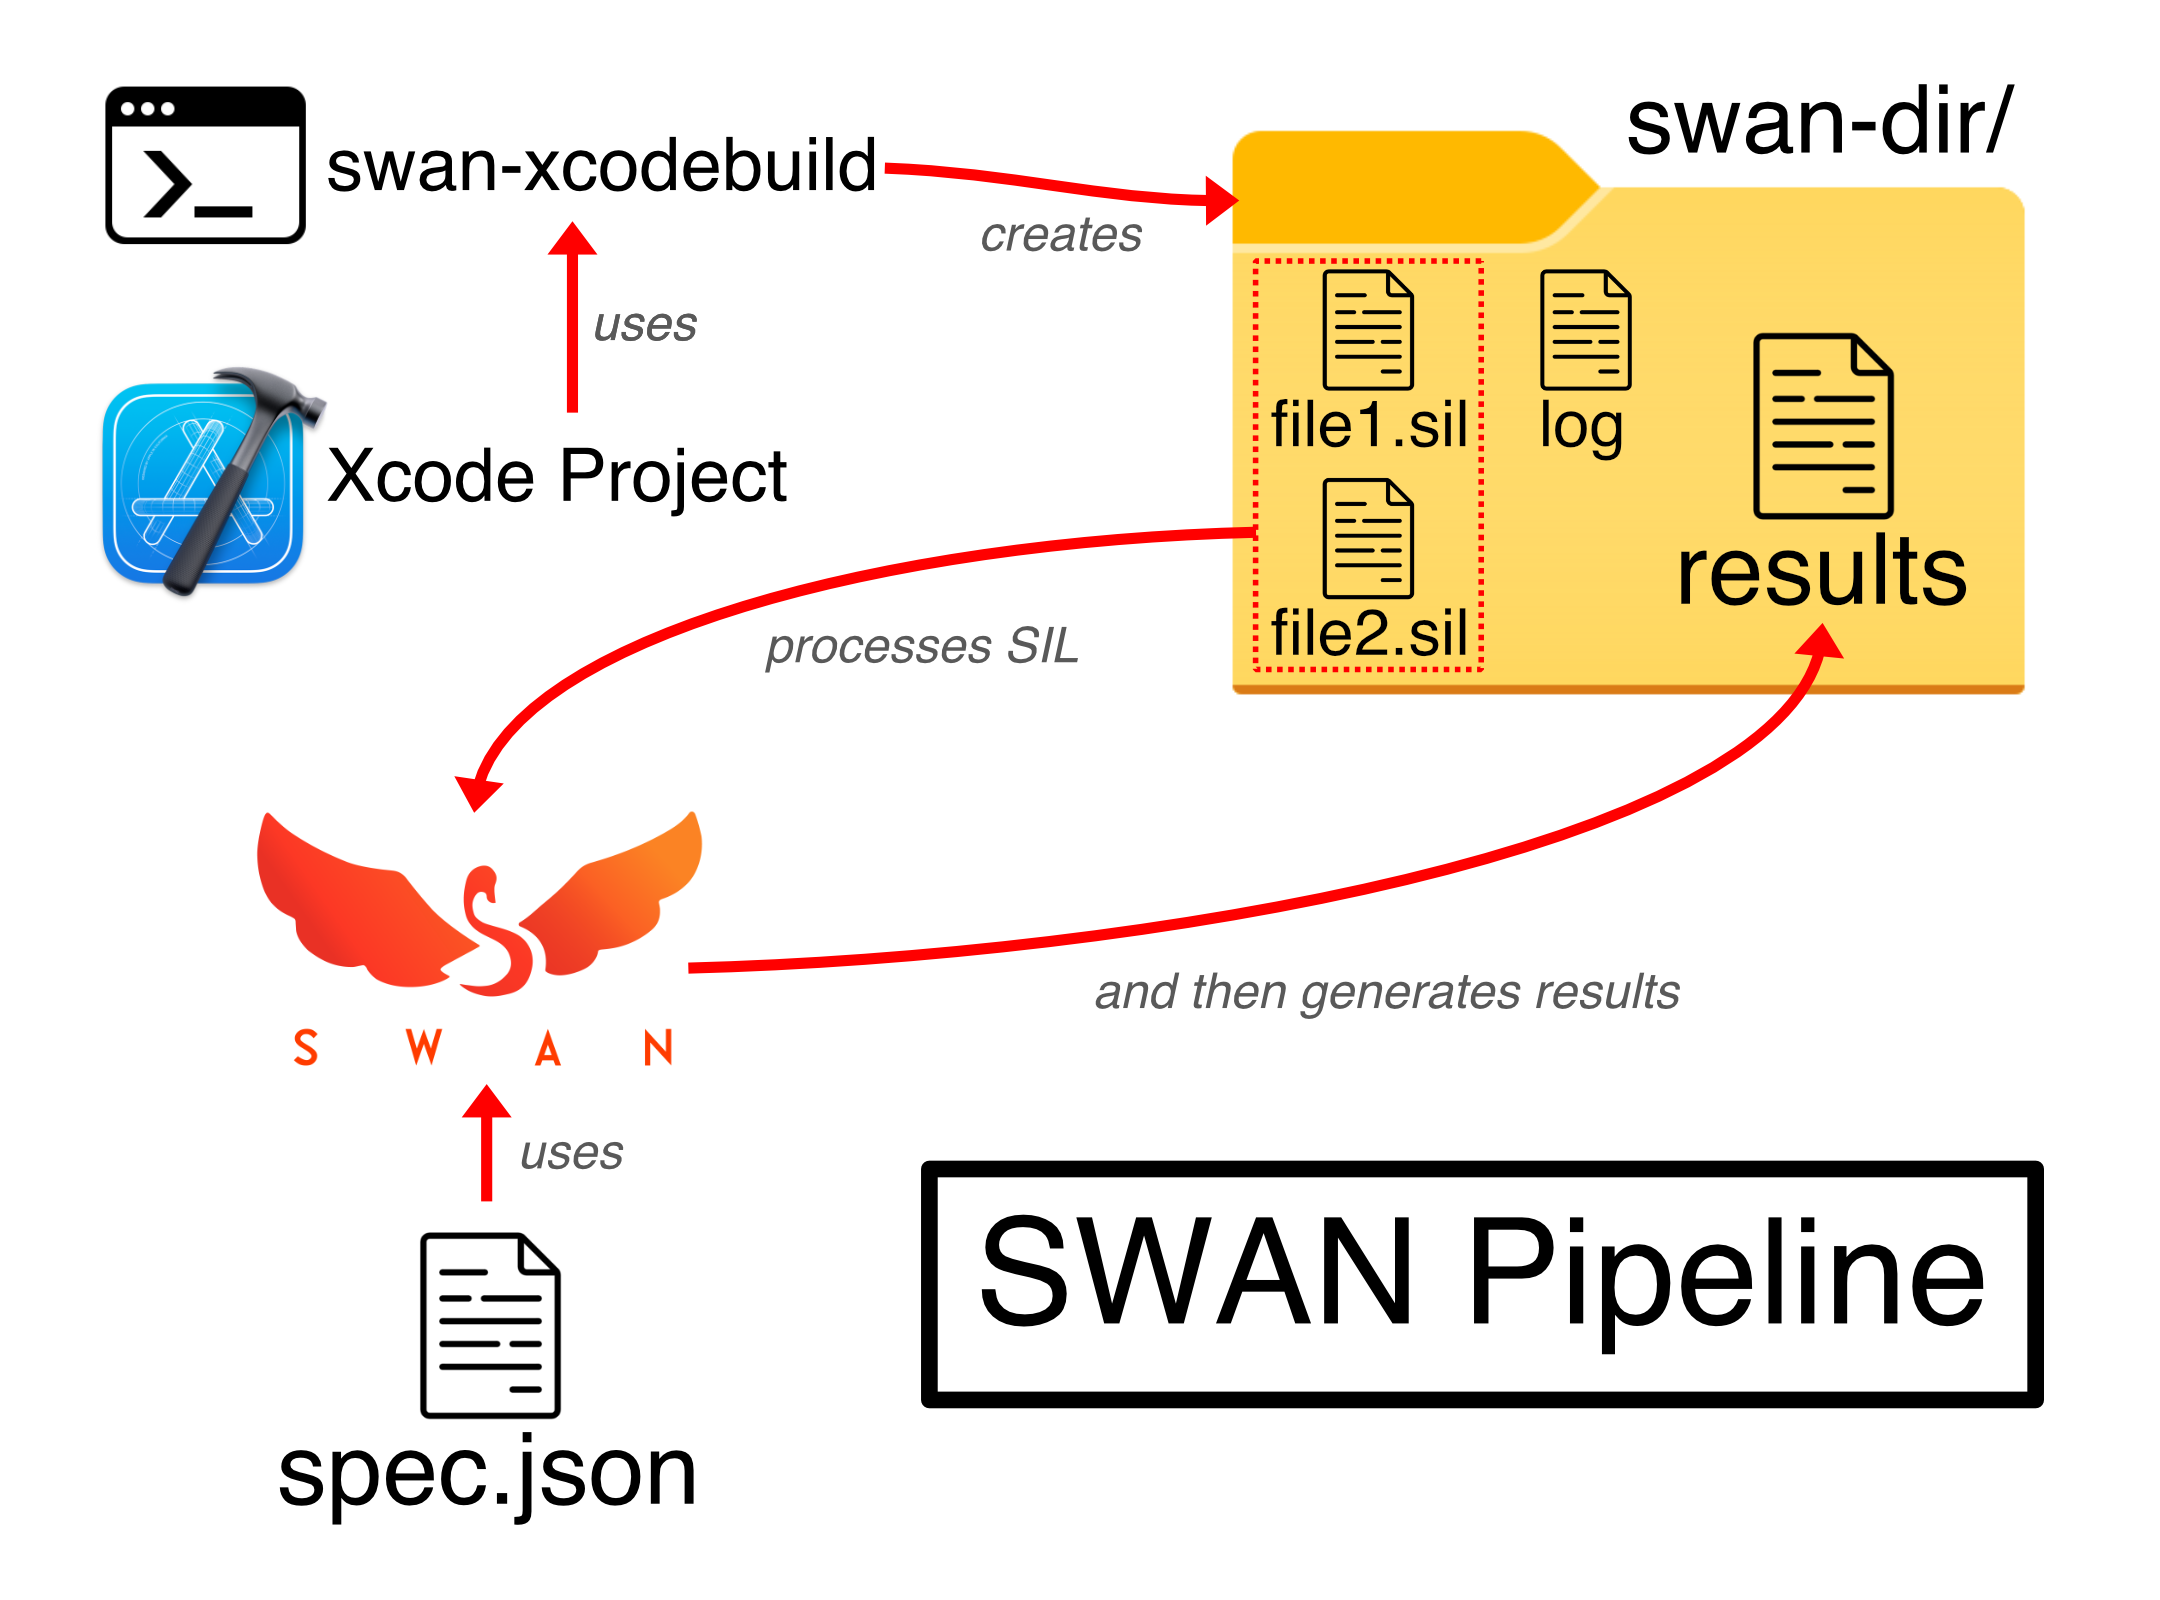 swan-xcodebuild
creates
swan-dir/
uses
Xcode Project
file1.sil
log
file2.sil
results
processes SIL
and then generates results
S W A N
uses
spec.json
SWAN Pipeline